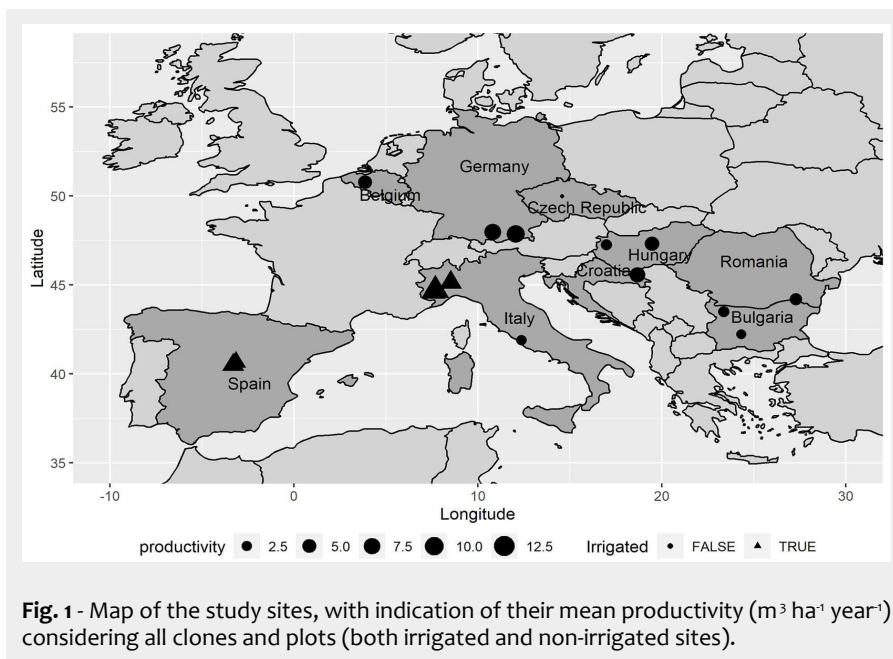 55
50
45
40
35
Latitude
Germany
Belgium
Czech Republic
Hungary
Croatia
Romania
Italy
Bulgaria
Spain
-10 0 10 20 30
Longitude
productivity 2.5 5.0 7.5 10.0 12.5 Irrigated FALSE TRUE
Fig. 1 - Map of the study sites, with indication of their mean productivity (m³ ha⁻¹ year⁻¹)
considering all clones and plots (both irrigated and non-irrigated sites).